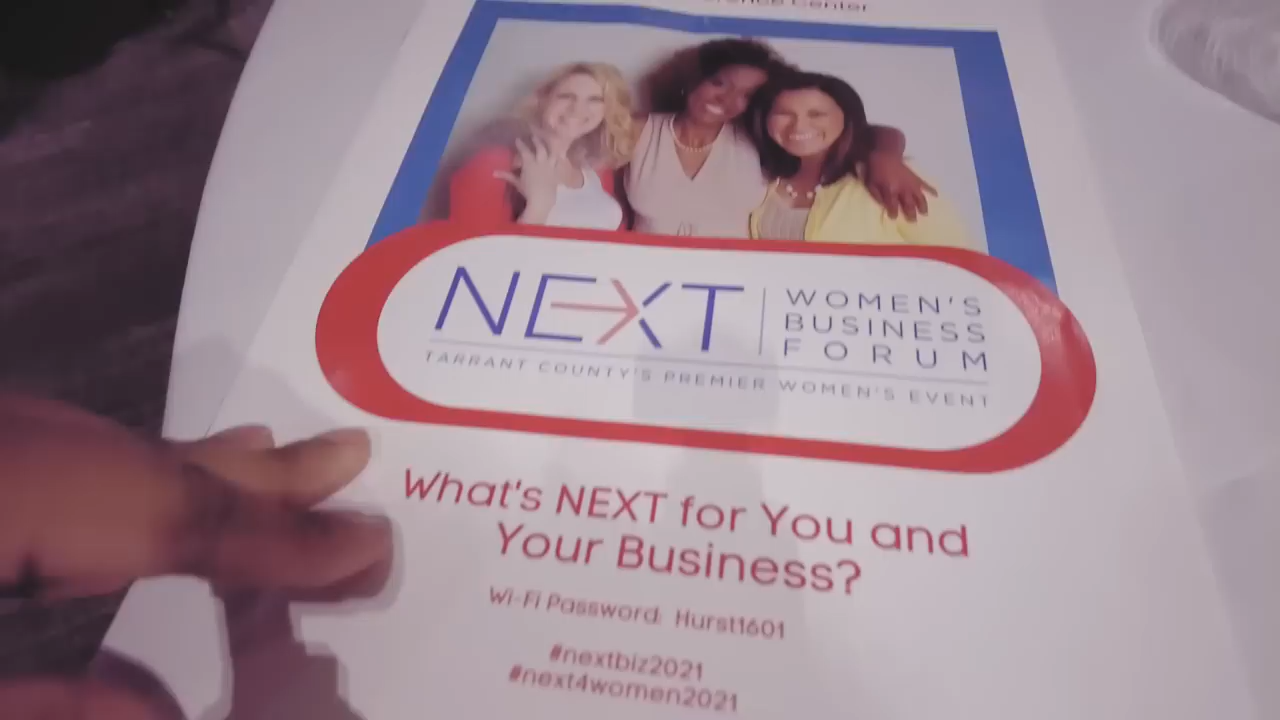 Center
NEXT
WOMEN'S
BUSINESS
FORUM
TARRANT COUNTY'S PREMIER WOMEN'S EVENT
What's NEXT for You and
Your Business?
Wi-Fi Password: Hurst1601
#nextbiz2021
#next4women2021